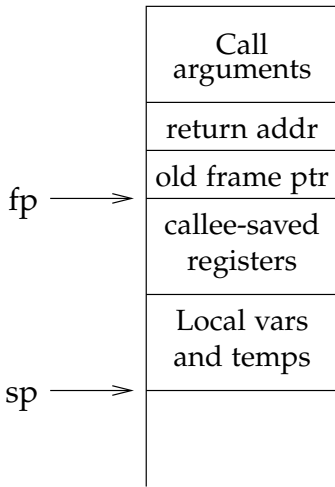 Call
arguments
return addr
old frame ptr
fp
callee-saved
registers
Local vars
and temps
sp